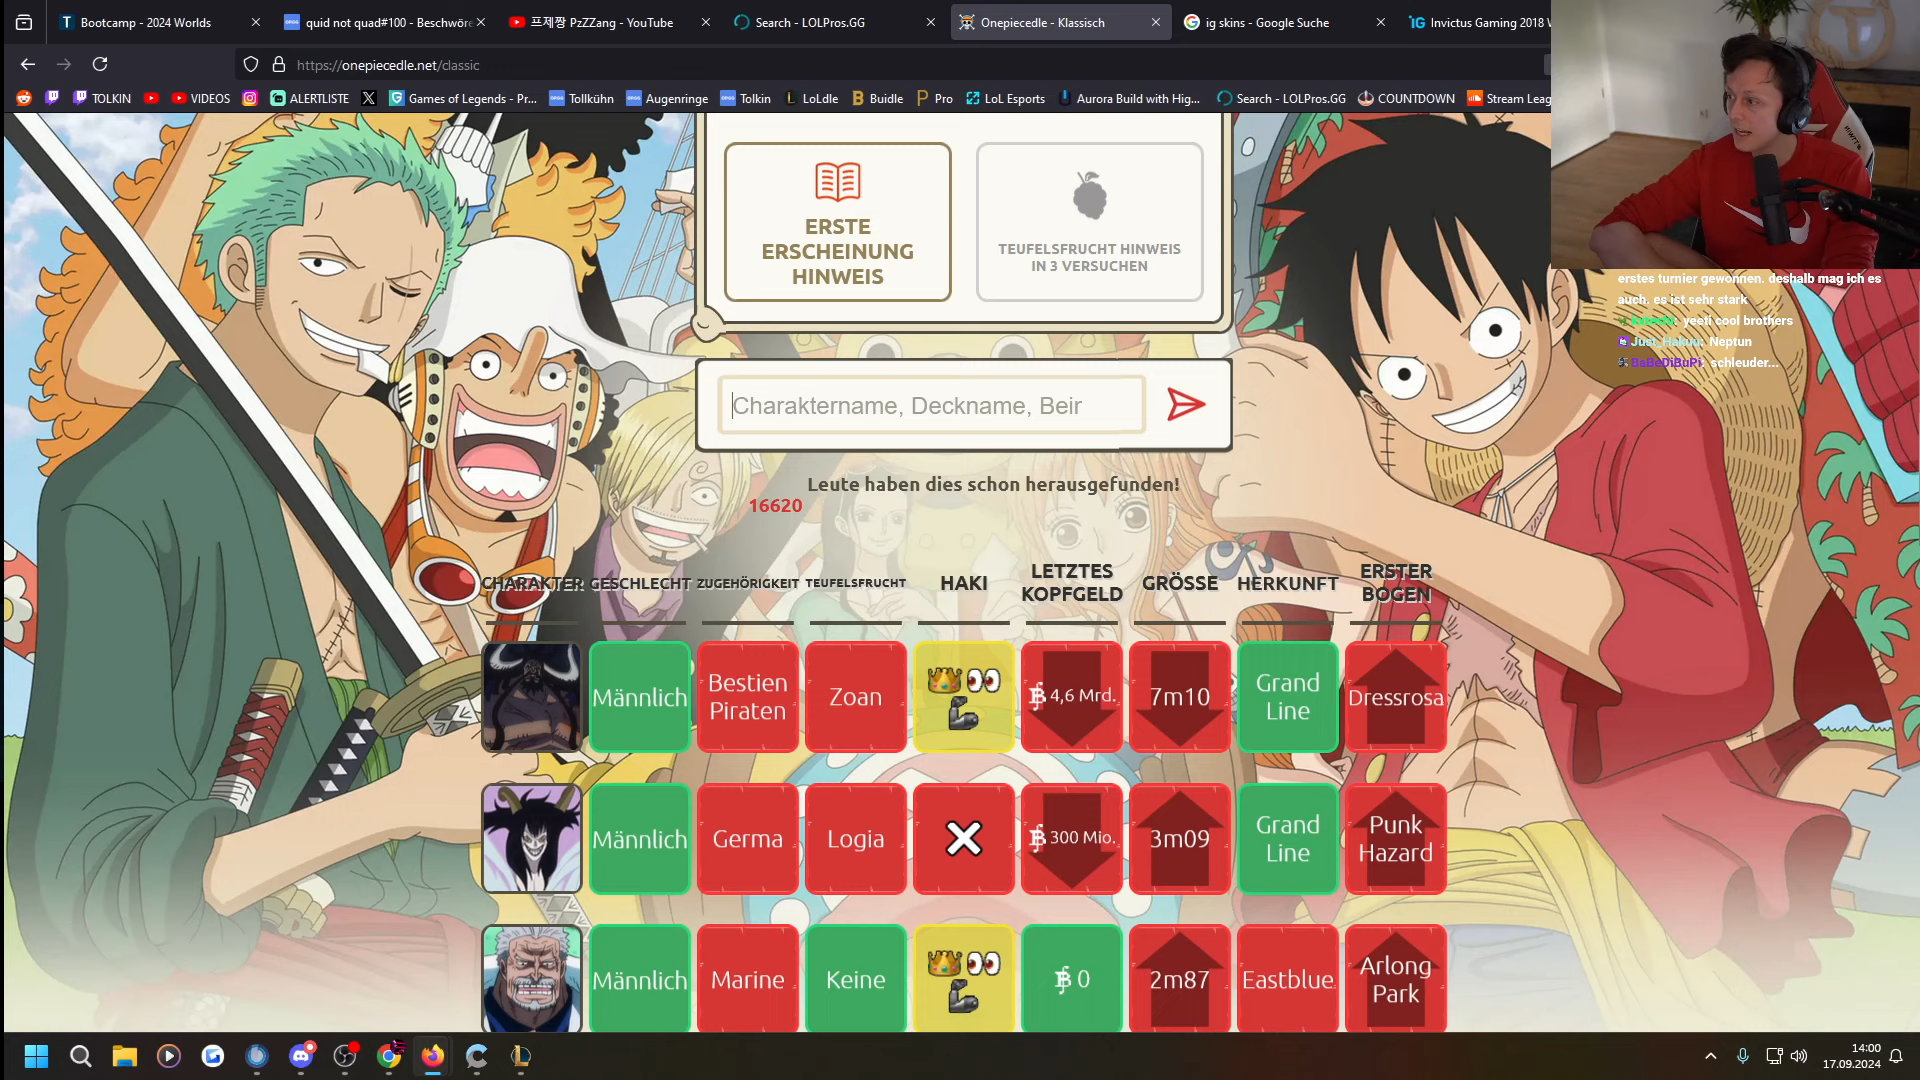 Bootcamp - 2024 Worlds
quid not quad#100 - Beschwör
프제짱 PzZZang - YouTube
Search - LOLPros.GG
Onepiecedle - Klassisch
ig skins - Google Suche
Invictus Gaming 2018 W
https://onepiecedle.net/classic
TOLKIN
VIDEOS
ALERTLISTE
Games of Legends - Pr...
Tollkühn
Augenringe
Tolkin
LoLdle
Buidle
Pro
LoL Esports
Aurora Build with Hig...
Search - LOLPros.GG
COUNTDOWN
Stream Leag
ERSTE
ERSCHEINUNG
HINWEIS
TEUFELSFRUCHT HINWEIS
IN 3 VERSUCHEN
erstes turnier gewonnen. deshalb mag ich es
auch. es ist sehr stark
yeeti cool brothers
Just_Hakuu: Neptun
BaBeDiBuPi: schleuder...
Charaktername, Deckname, Beir
Leute haben dies schon herausgefunden!
16620
CHARAKTER GESCHLECHT ZUGEHÖRIGKEIT TEUFELSFRUCHT HAKI LETZTES KOPFGELD GRÖSSE HERKUNFT ERSTER BOGEN
Männlich
Bestien
Piraten
Zoan
฿ 4,6 Mrd.
7m10
Grand
Line
Dressrosa
Männlich
Germa
Logia
฿ 300 Mio.
3m09
Grand
Line
Punk
Hazard
Männlich
Marine
Keine
฿ 0
2m87
Eastblue
Arlong
Park
14:00
17.09.2024